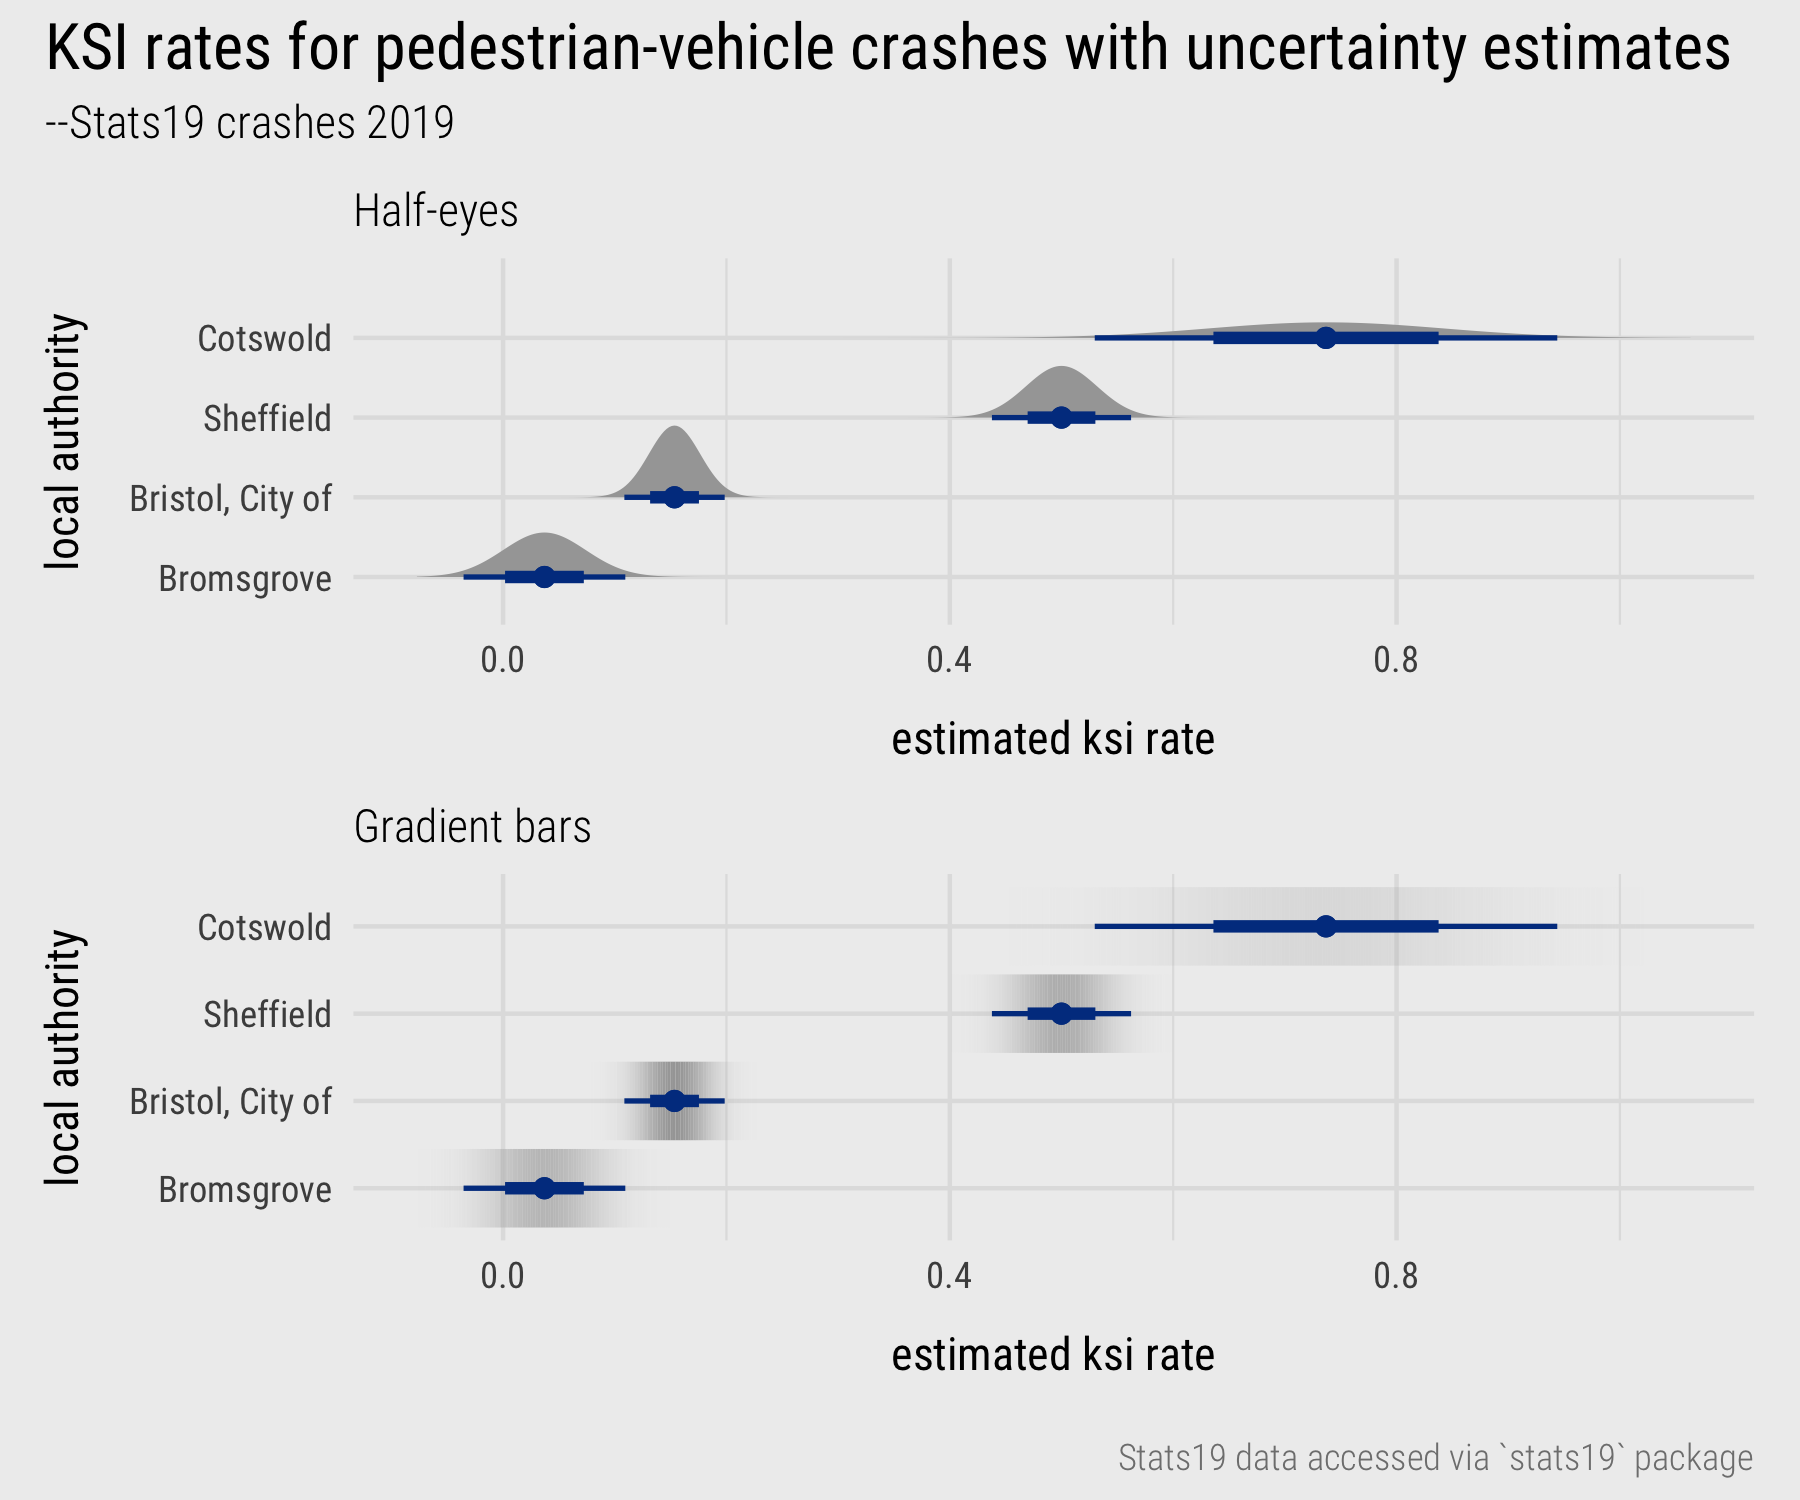 KSI rates for pedestrian-vehicle crashes with uncertainty estimates
--Stats19 crashes 2019
Half-eyes
local authority
Cotswold
Sheffield
Bristol, City of
Bromsgrove
0.0 0.4 0.8
estimated ksi rate
Gradient bars
local authority
Cotswold
Sheffield
Bristol, City of
Bromsgrove
0.0 0.4 0.8
estimated ksi rate
Stats19 data accessed via `stats19` package